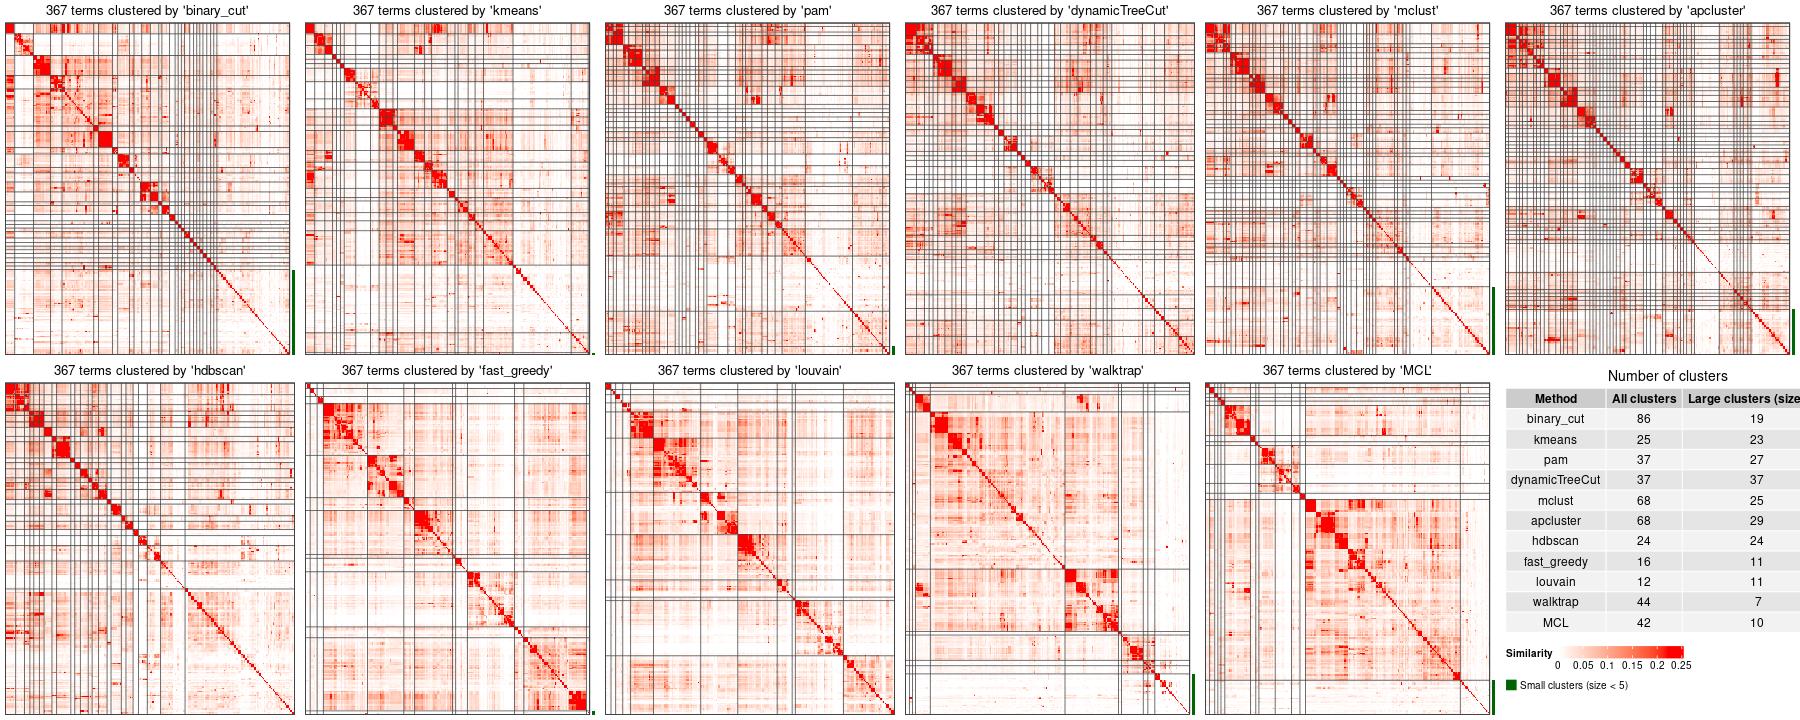 367 terms clustered by 'binary_cut'
367 terms clustered by 'kmeans'
367 terms clustered by 'pam'
367 terms clustered by 'dynamicTreeCut'
367 terms clustered by 'mclust'
367 terms clustered by 'apcluster'
367 terms clustered by 'hdbscan'
367 terms clustered by 'fast_greedy'
367 terms clustered by 'louvain'
367 terms clustered by 'walktrap'
367 terms clustered by 'MCL'
Number of clusters
Method All clusters Large clusters (size
binary_cut 86 19
kmeans 25 23
pam 37 27
dynamicTreeCut 37 37
mclust 68 25
apcluster 68 29
hdbscan 24 24
fast_greedy 16 11
louvain 12 11
walktrap 44 7
MCL 42 10
Similarity
0 0.05 0.1 0.15 0.2 0.25
Small clusters (size < 5)